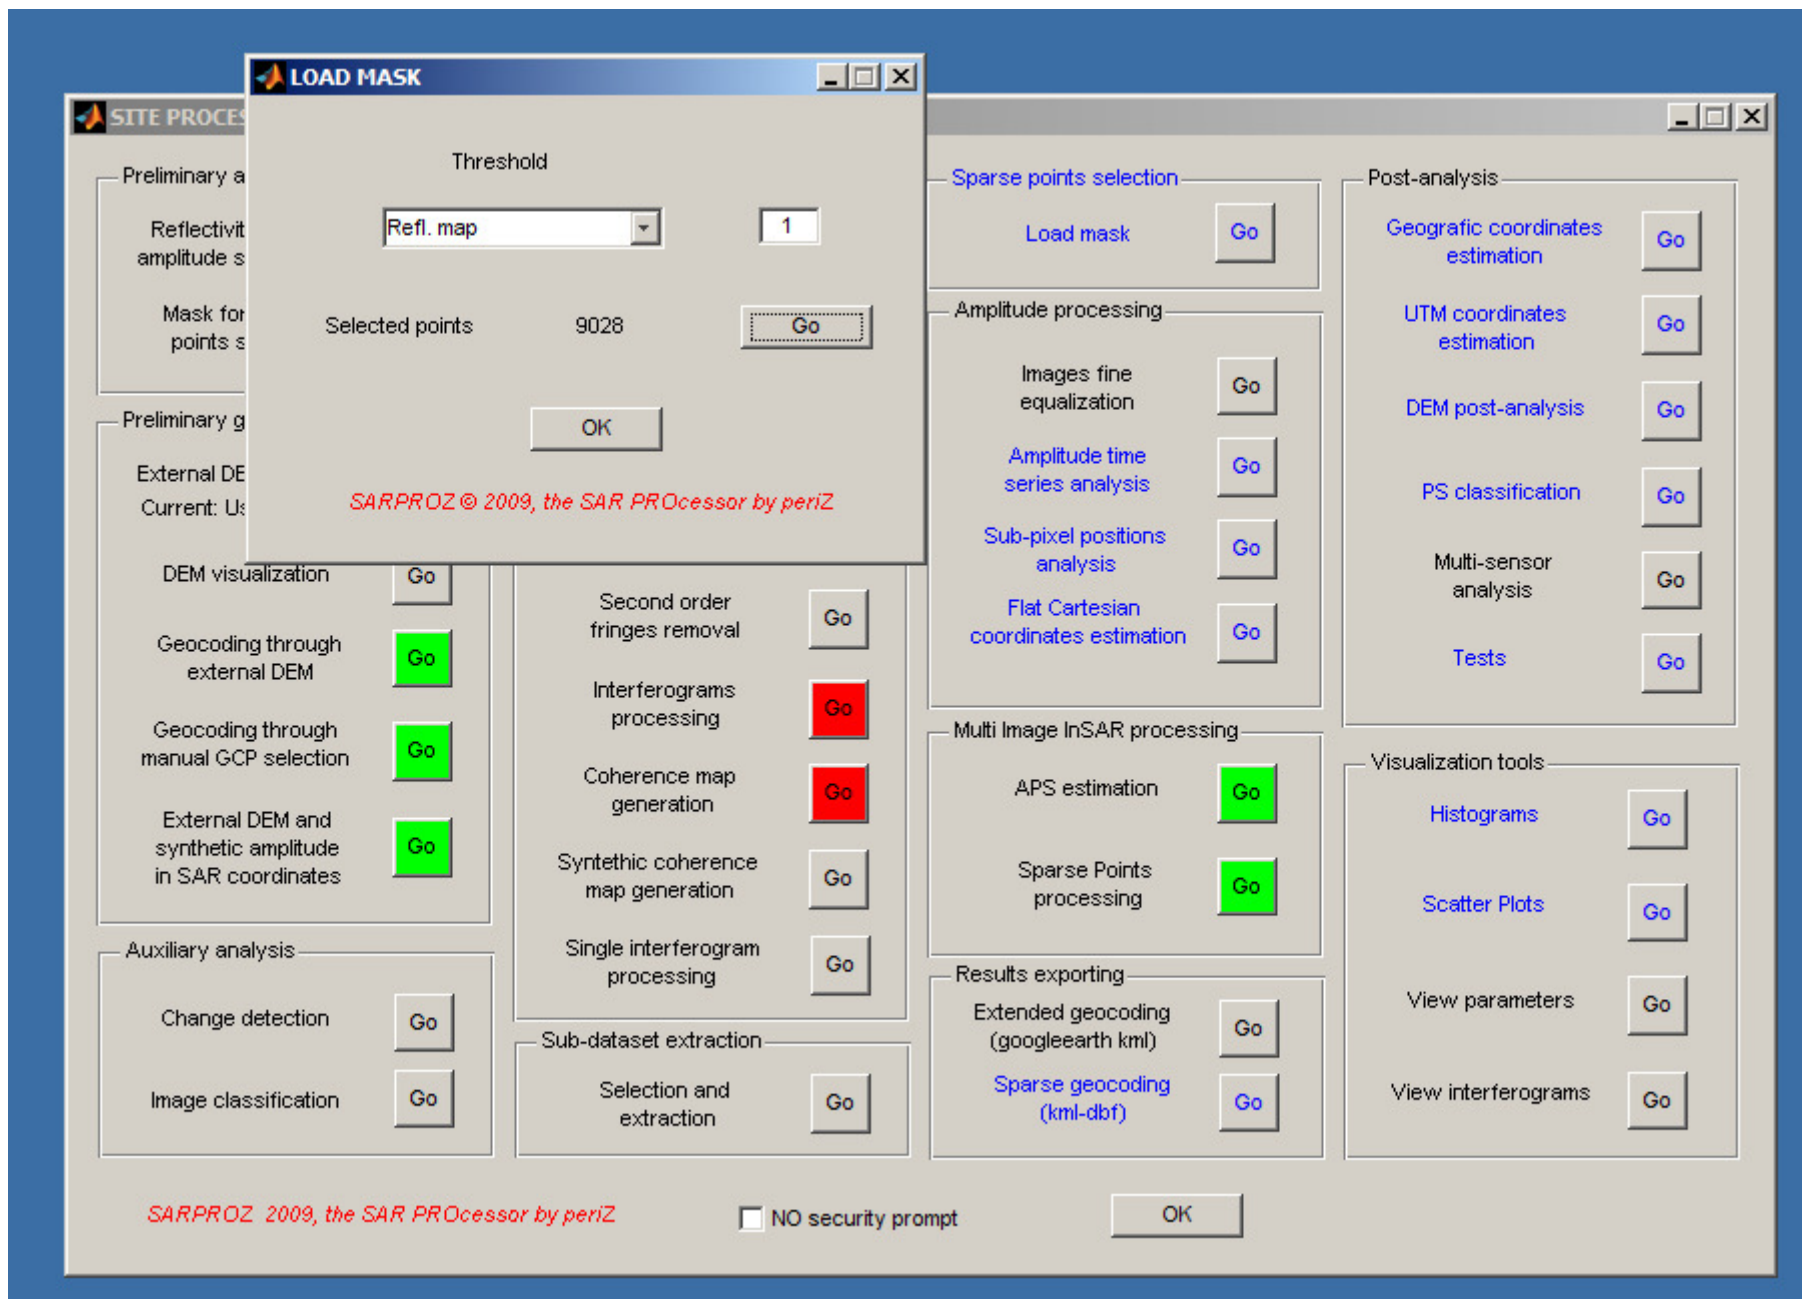 LOAD MASK
Threshold
Refl. map
1
Selected points
9028
Go
OK
SARPROZ © 2009, the SAR PROcessor by periZ
SITE PROCES
Preliminary a
Reflectivit
amplitude s
Mask for
points s
Preliminary g
External DE
Current: Us
DEM visualization
Go
Geocoding through
external DEM
Go
Geocoding through
manual GCP selection
Go
External DEM and
synthetic amplitude
in SAR coordinates
Go
Auxiliary analysis
Change detection
Go
Image classification
Go
Second order
fringes removal
Go
Interferograms
processing
Go
Coherence map
generation
Go
Syntethic coherence
map generation
Go
Single interferogram
processing
Go
Sub-dataset extraction
Selection and
extraction
Go
Sparse points selection
Load mask
Go
Amplitude processing
Images fine
equalization
Go
Amplitude time
series analysis
Go
Sub-pixel positions
analysis
Go
Flat Cartesian
coordinates estimation
Go
Multi Image InSAR processing
APS estimation
Go
Sparse Points
processing
Go
Results exporting
Extended geocoding
(googleearth kml)
Go
Sparse geocoding
(kml-dbf)
Go
Post-analysis
Geografic coordinates
estimation
Go
UTM coordinates
estimation
Go
DEM post-analysis
Go
PS classification
Go
Multi-sensor
analysis
Go
Tests
Go
Visualization tools
Histograms
Go
Scatter Plots
Go
View parameters
Go
View interferograms
Go
SARPROZ 2009, the SAR PROcessor by periZ
NO security prompt
OK